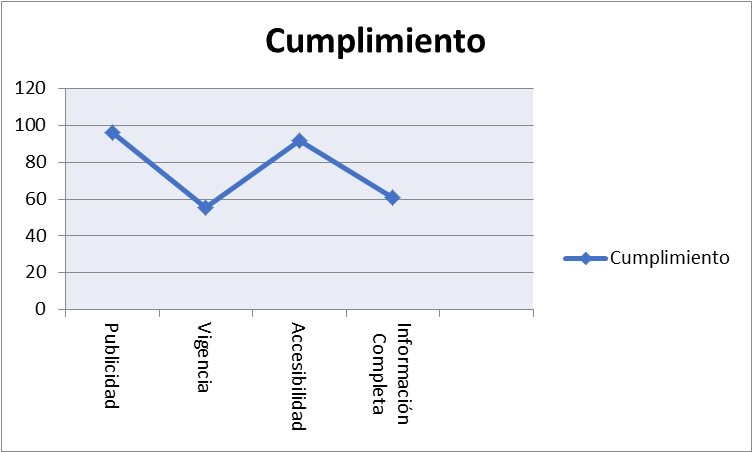 Cumplimiento
120
100
80
60
40
20
0
Publicidad
Vigencia
Accesibilidad
Información
Completa
Cumplimiento